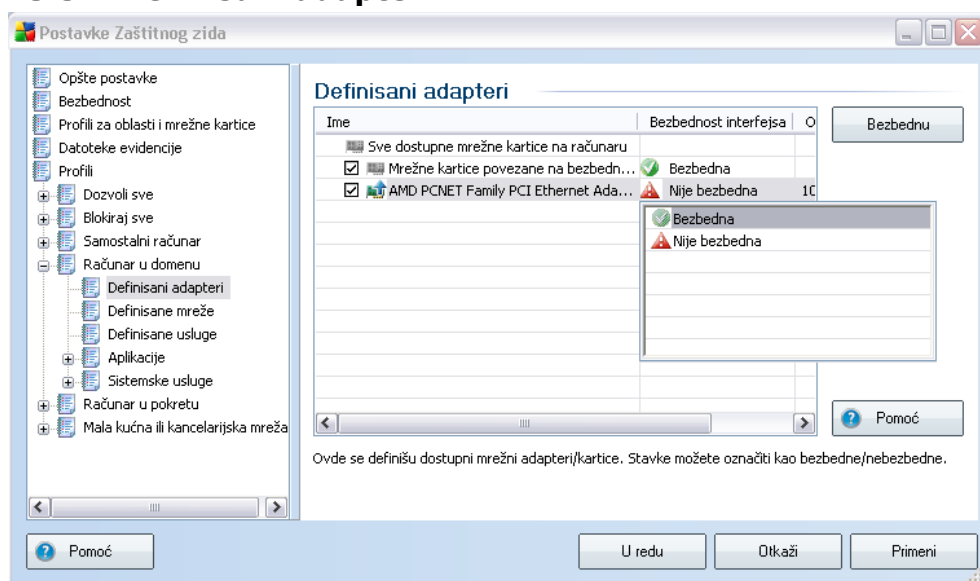 Postavke Zaštitnog zida
Opšte postavke
Bezbednost
Profili za oblasti i mrežne kartice
Datoteke evidencije
Profili
Dozvoli sve
Blokiraj sve
Samostalni računar
Računar u domenu
Definisani adapteri
Definisane mreže
Definisane usluge
Aplikacije
Sistemske usluge
Računar u pokretu
Mala kućna ili kancelarijska mreža
Definisani adapteri
Ime Bezbednost interfejsa O
Sve dostupne mrežne kartice na računaru
Mrežne kartice povezane na bezbedn... Bezbedna
AMD PCNET Family PCI Ethernet Ada... Nije bezbedna 10
Bezbedna
Nije bezbedna
Bezbednu
Pomoć
Ovde se definišu dostupni mrežni adapteri/kartice. Stavke možete označiti kao bezbedne/nebezbedne.
Pomoć
U redu
Otkaži
Primeni